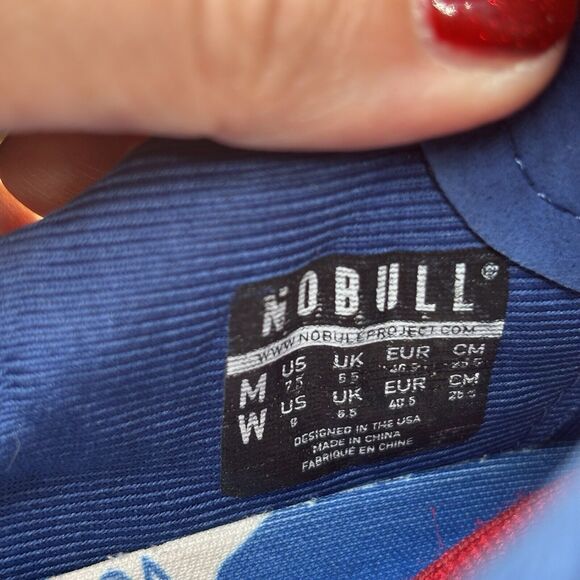 NOBULL®
WWW.NOBULLPROJECT.COM
M US UK EUR CM
7.5 6.5
W US UK EUR CM
9 6.5 40.5
DESIGNED IN THE USA
MADE IN CHINA
FABRIQUÉ EN CHINE